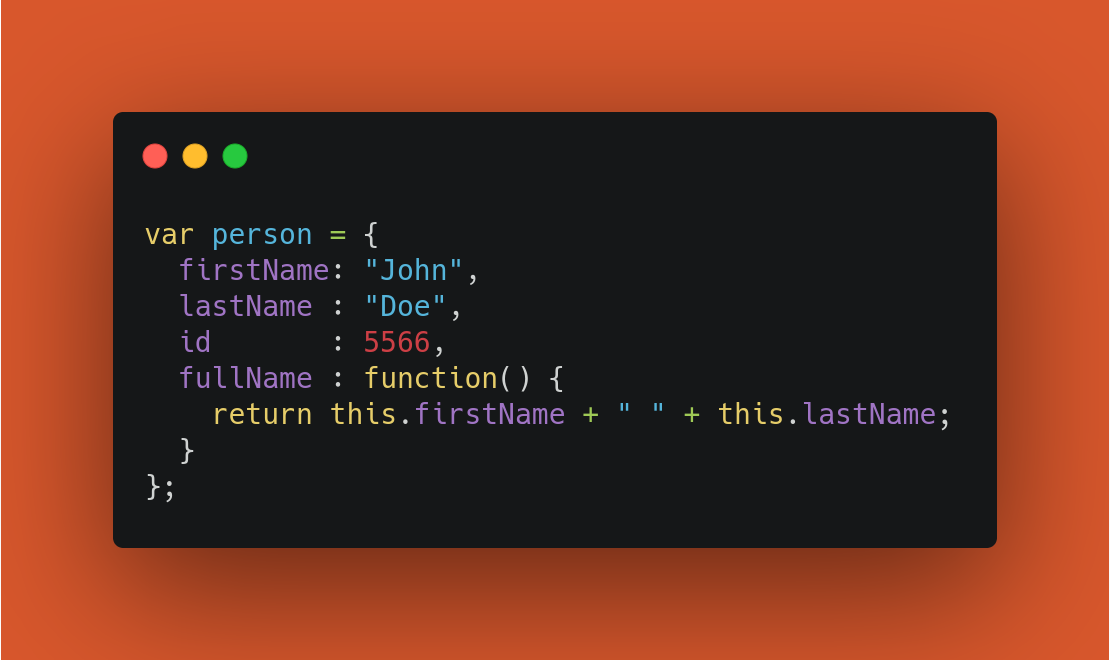 var person = {
  firstName: "John",
  lastName : "Doe",
  id       : 5566,
  fullName : function() {
    return this.firstName + " " + this.lastName;
  }
};